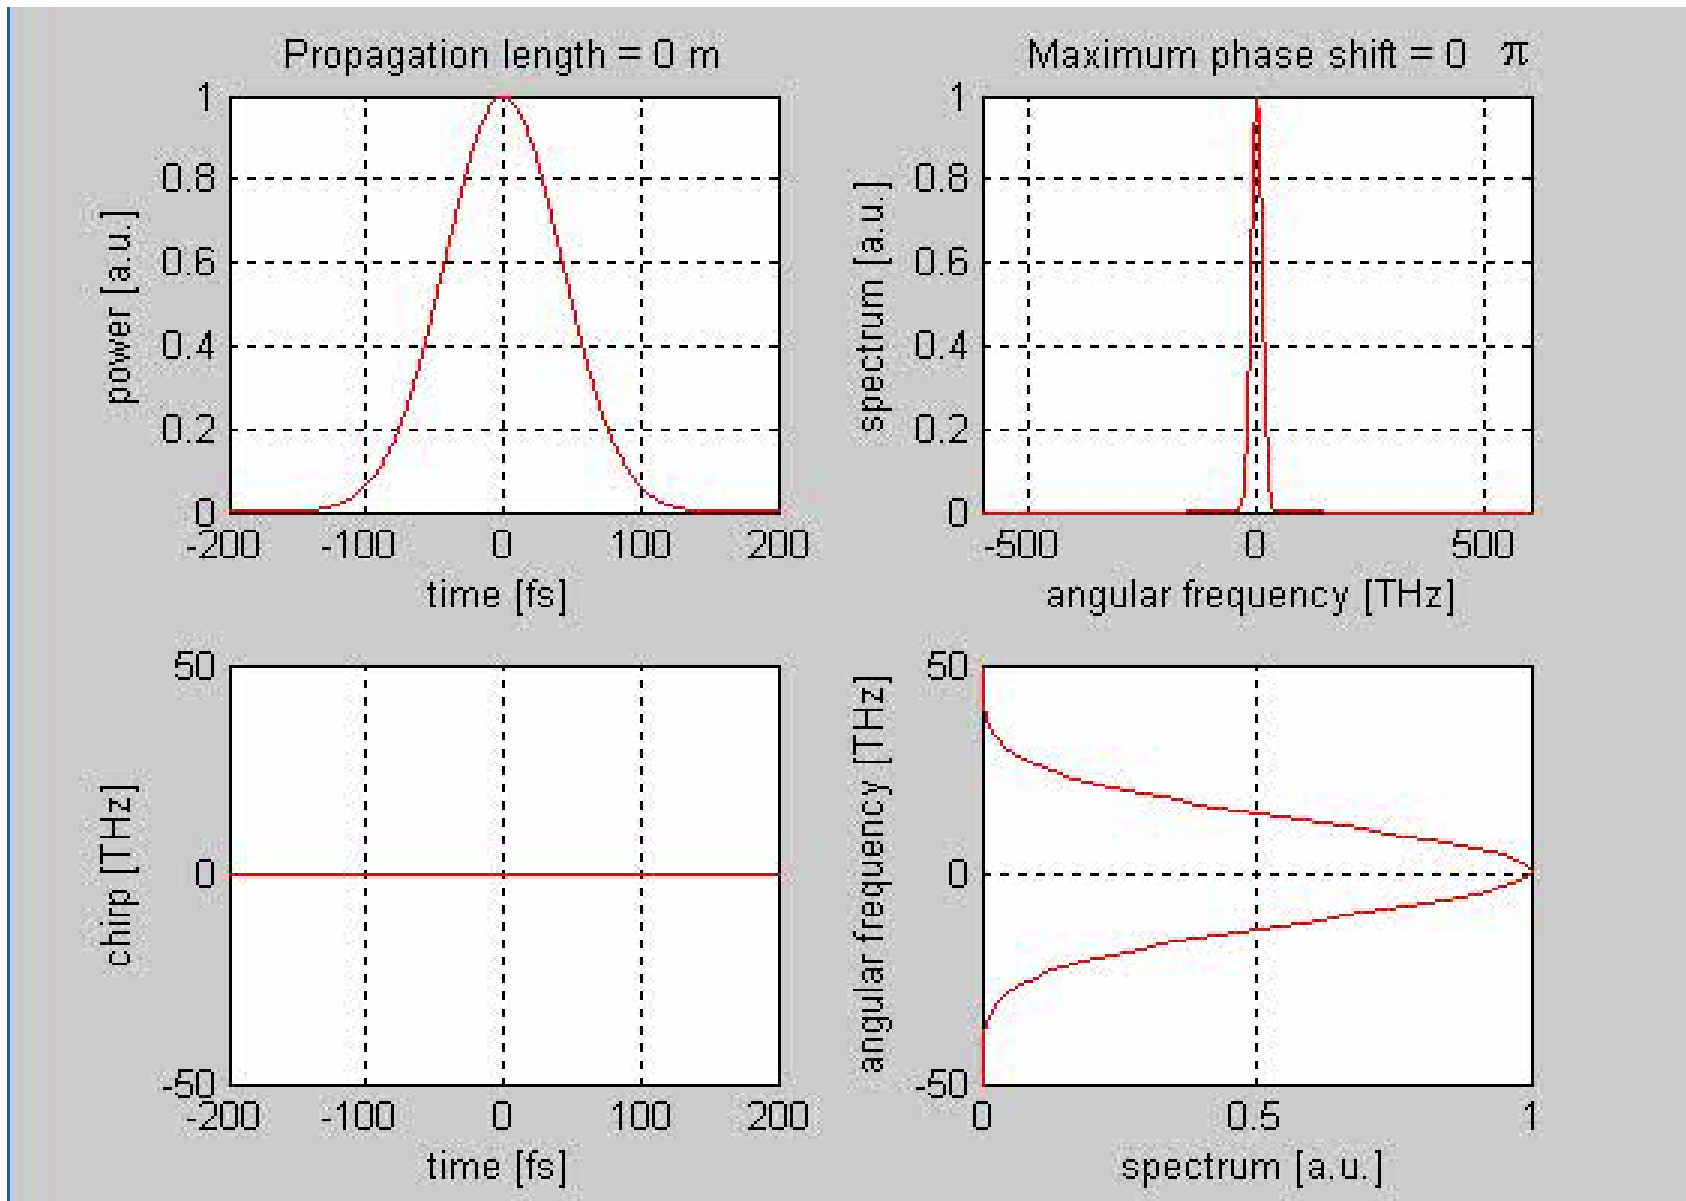 Propagation length = 0 m
1
0.8
0.6
0.4
0.2
0
power [a.u.]
-200 -100 0 100 200
time [fs]
Maximum phase shift = 0 π
1
0.8
0.6
0.4
0.2
0
spectrum [a.u.]
-500 0 500
angular frequency [THz]
50
0
-50
chirp [THz]
-200 -100 0 100 200
time [fs]
50
0
-50
angular frequency [THz]
0 0.5 1
spectrum [a.u.]